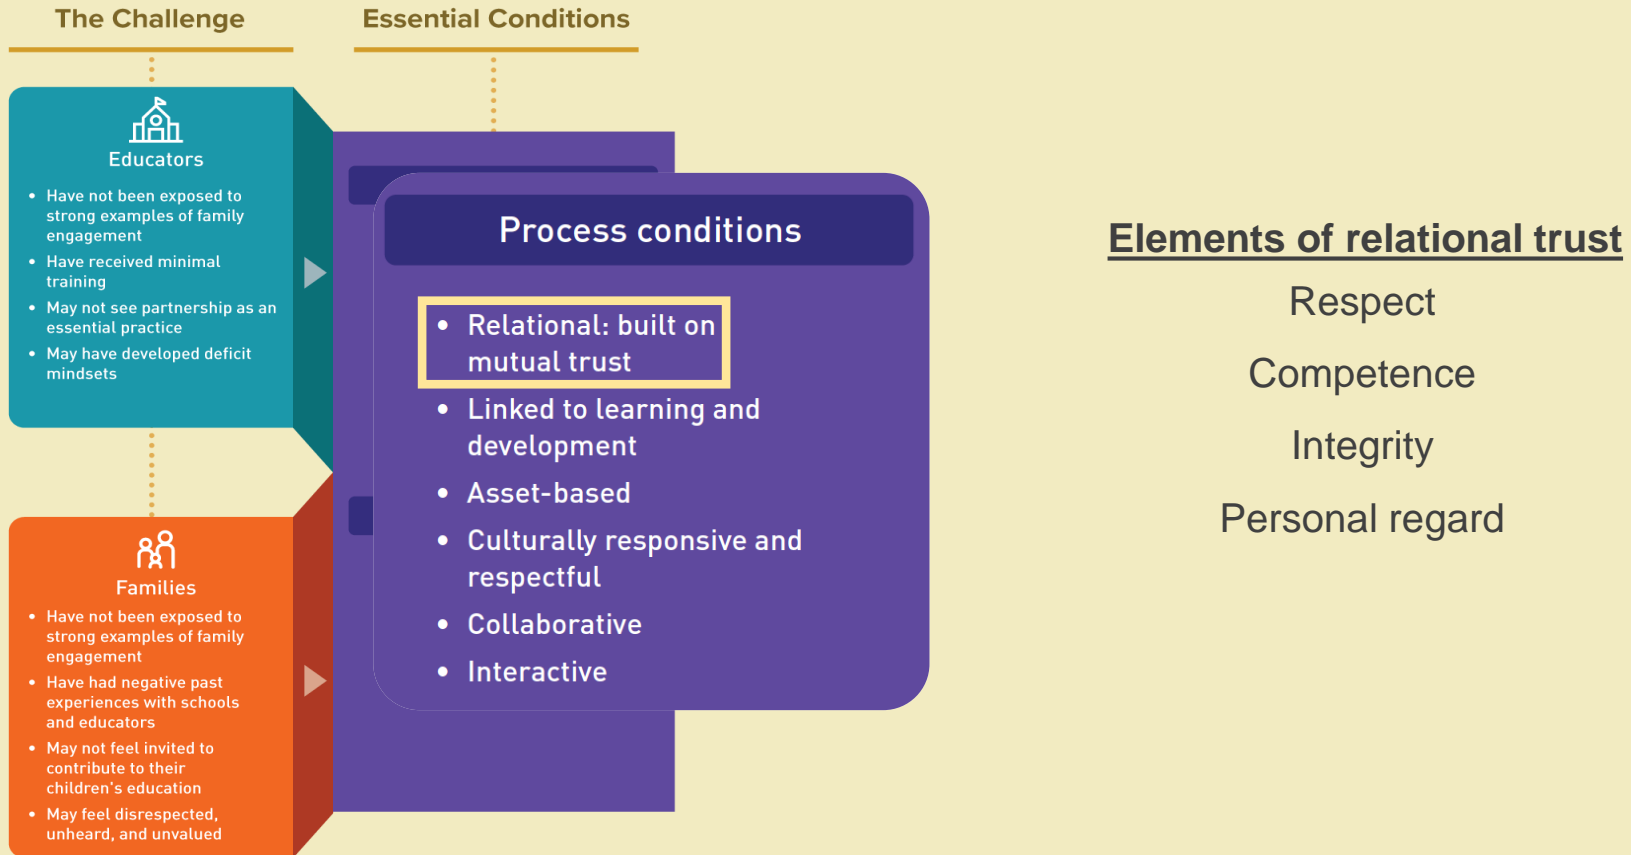 The Challenge
Essential Conditions
Educators
• Have not been exposed to
strong examples of family
engagement
• Have received minimal
training
• May not see partnership as an
essential practice
• May have developed deficit
mindsets
Families
• Have not been exposed to
strong examples of family
engagement
• Have had negative past
experiences with schools
and educators
• May not feel invited to
contribute to their
children's education
• May feel disrespected,
unheard, and unvalued
Process conditions
• Relational: built on
mutual trust
• Linked to learning and
development
• Asset-based
• Culturally responsive and
respectful
• Collaborative
• Interactive
Elements of relational trust
Respect
Competence
Integrity
Personal regard